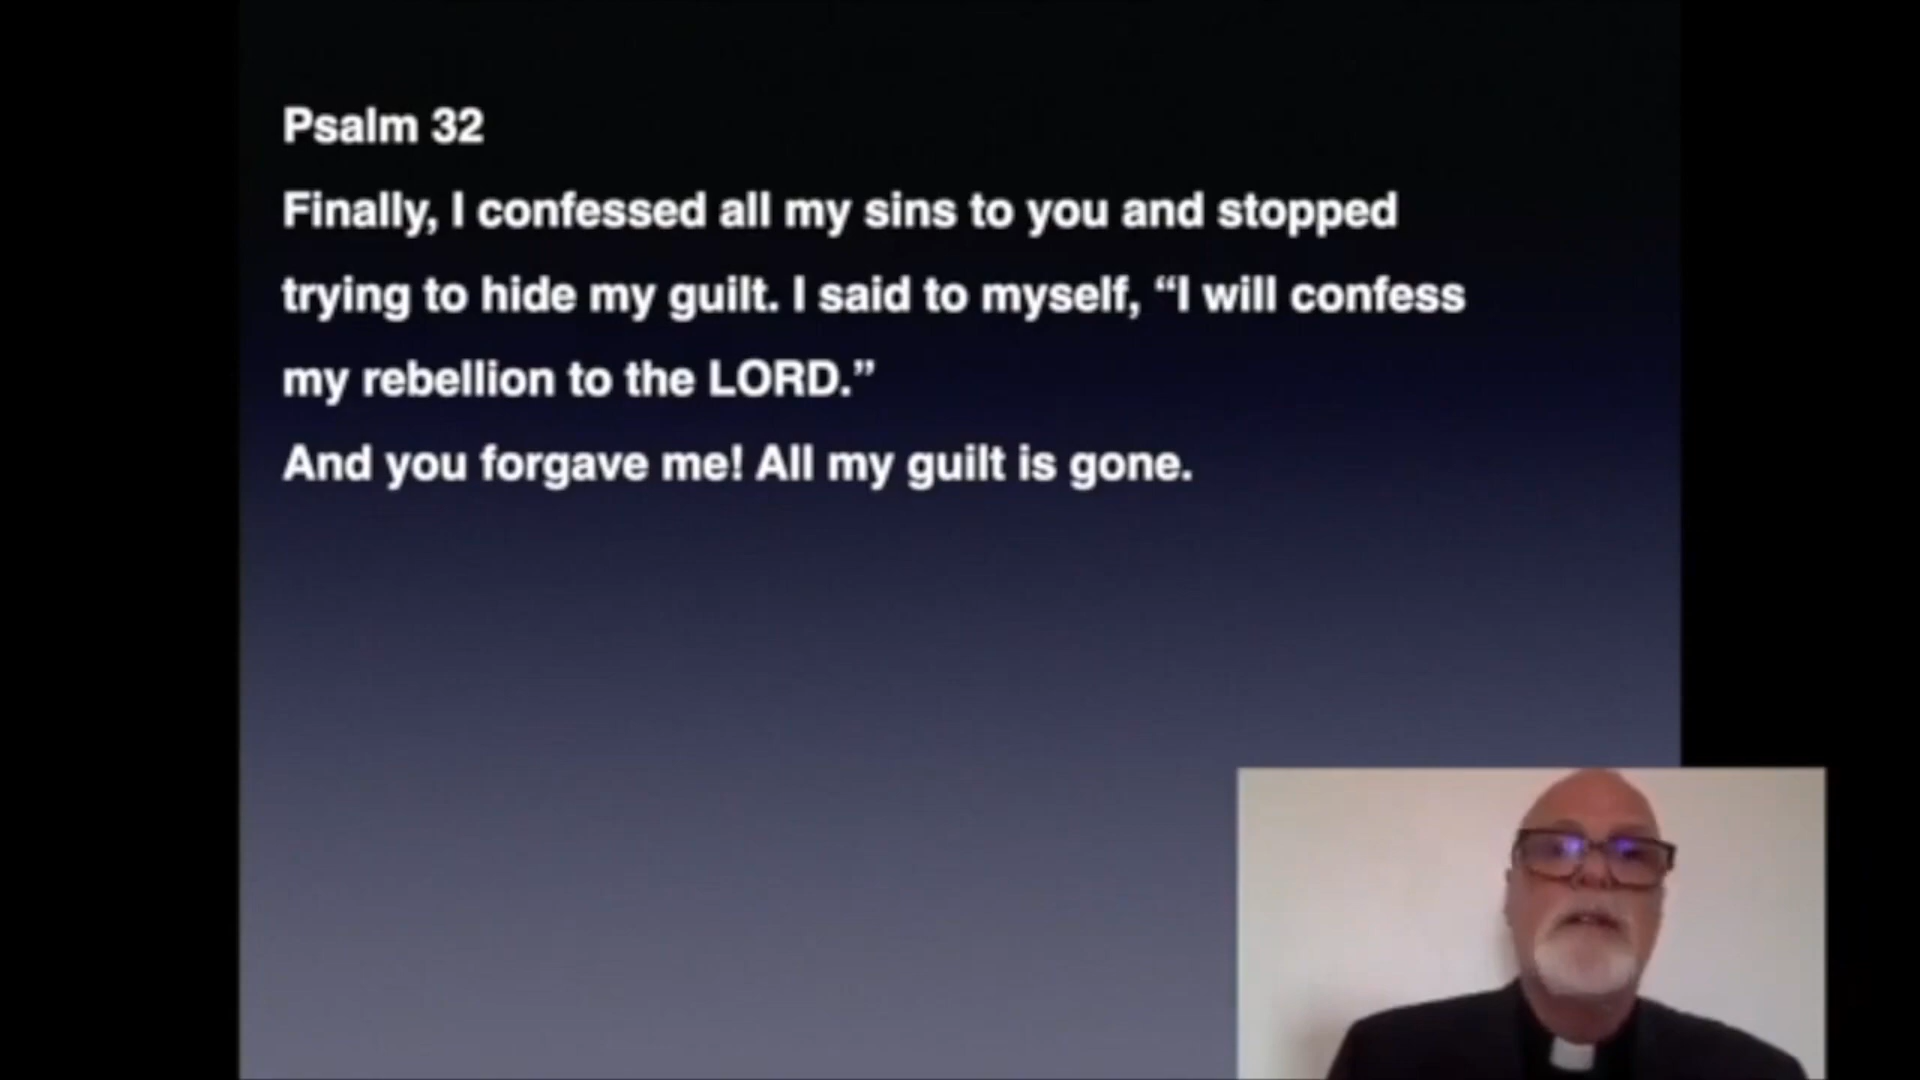 Psalm 32
Finally, I confessed all my sins to you and stopped
trying to hide my guilt. I said to myself, “I will confess
my rebellion to the LORD.”
And you forgave me! All my guilt is gone.